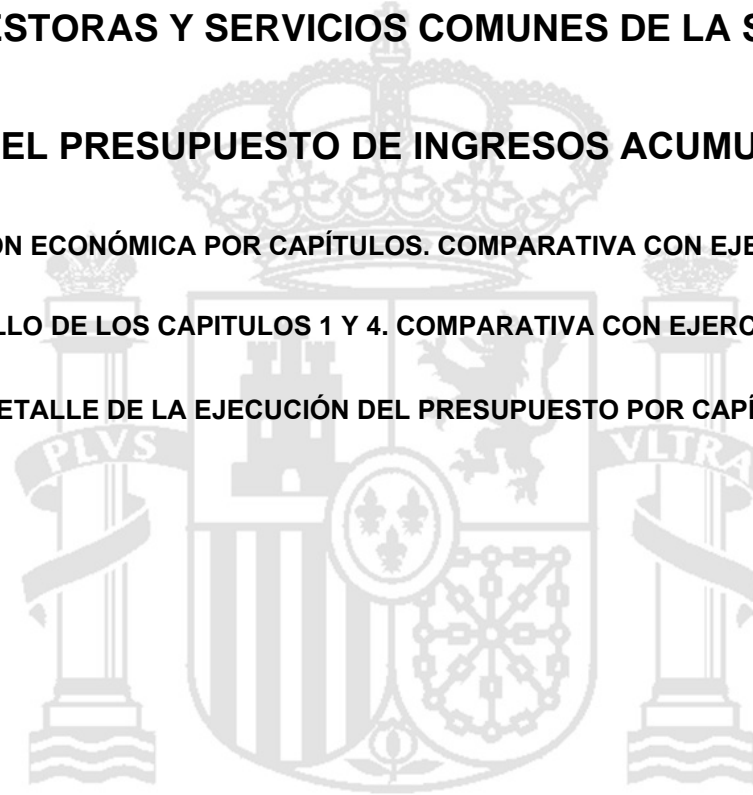 ESTORAS Y SERVICIOS COMUNES DE LA S
EL PRESUPUESTO DE INGRESOS ACUMU
ÓN ECONÓMICA POR CAPÍTULOS. COMPARATIVA CON EJE
LLO DE LOS CAPITULOS 1 Y 4. COMPARATIVA CON EJERC
ETALLE DE LA EJECUCIÓN DEL PRESUPUESTO POR CAPÍ
PLVS
VLTRA